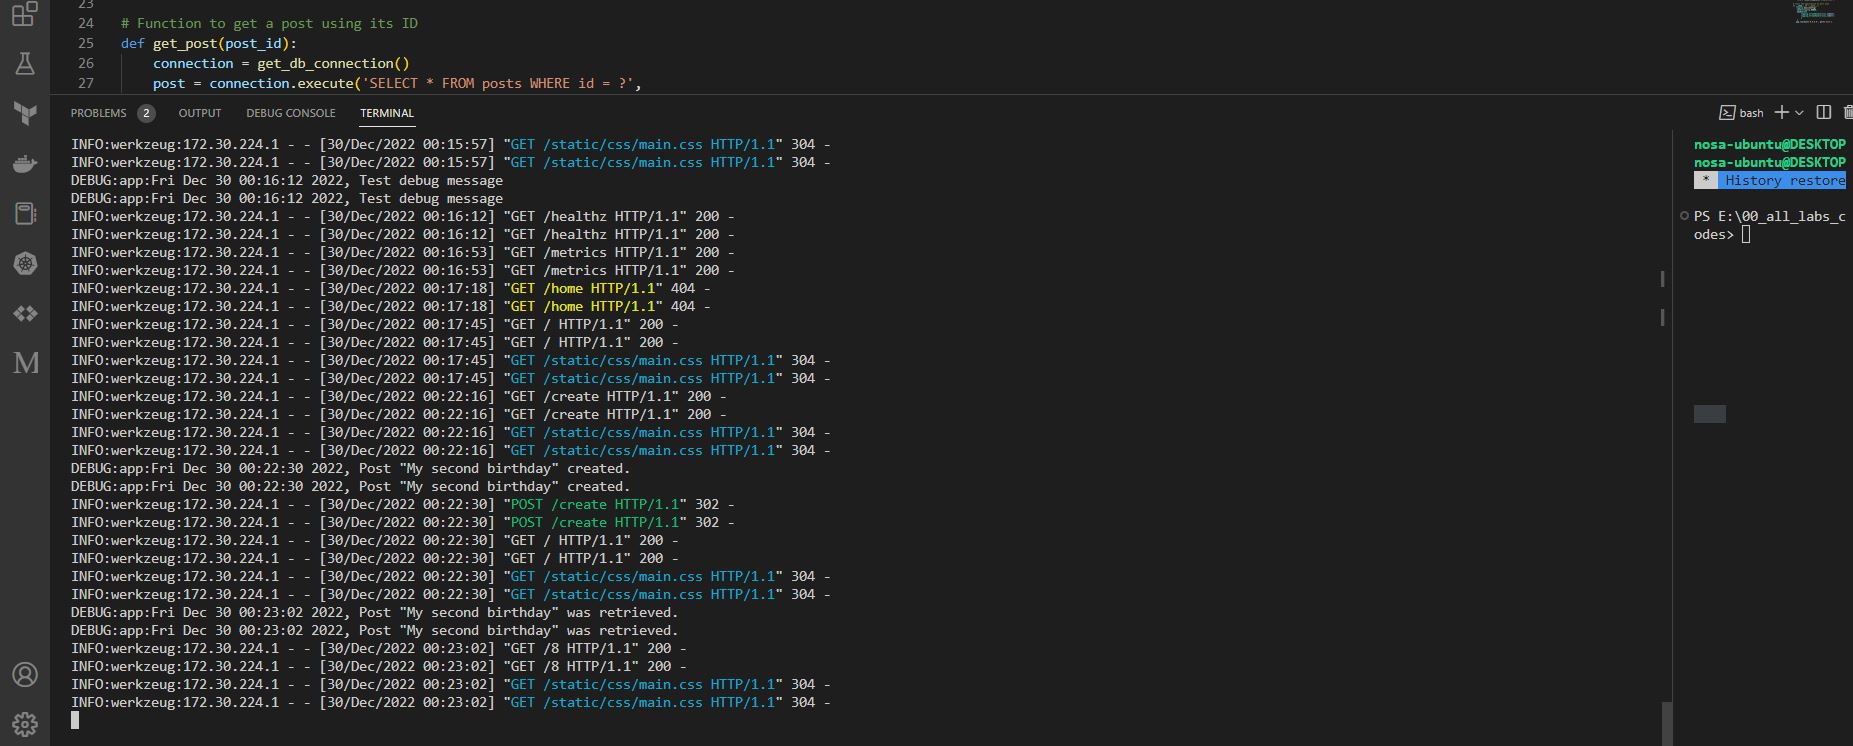 23
24 # Function to get a post using its ID
25 def get_post(post_id):
26 connection = get_db_connection()
27 post = connection.execute('SELECT * FROM posts WHERE id = ?',
PROBLEMS 2 OUTPUT DEBUG CONSOLE TERMINAL
bash
INFO:werkzeug:172.30.224.1 - - [30/Dec/2022 00:15:57] "GET /static/css/main.css HTTP/1.1" 304 -
INFO:werkzeug:172.30.224.1 - - [30/Dec/2022 00:15:57] "GET /static/css/main.css HTTP/1.1" 304 -
DEBUG:app:Fri Dec 30 00:16:12 2022, Test debug message
DEBUG:app:Fri Dec 30 00:16:12 2022, Test debug message
INFO:werkzeug:172.30.224.1 - - [30/Dec/2022 00:16:12] "GET /healthz HTTP/1.1" 200 -
INFO:werkzeug:172.30.224.1 - - [30/Dec/2022 00:16:12] "GET /healthz HTTP/1.1" 200 -
INFO:werkzeug:172.30.224.1 - - [30/Dec/2022 00:16:53] "GET /metrics HTTP/1.1" 200 -
INFO:werkzeug:172.30.224.1 - - [30/Dec/2022 00:16:53] "GET /metrics HTTP/1.1" 200 -
INFO:werkzeug:172.30.224.1 - - [30/Dec/2022 00:17:18] "GET /home HTTP/1.1" 404 -
INFO:werkzeug:172.30.224.1 - - [30/Dec/2022 00:17:18] "GET /home HTTP/1.1" 404 -
INFO:werkzeug:172.30.224.1 - - [30/Dec/2022 00:17:45] "GET / HTTP/1.1" 200 -
INFO:werkzeug:172.30.224.1 - - [30/Dec/2022 00:17:45] "GET / HTTP/1.1" 200 -
INFO:werkzeug:172.30.224.1 - - [30/Dec/2022 00:17:45] "GET /static/css/main.css HTTP/1.1" 304 -
INFO:werkzeug:172.30.224.1 - - [30/Dec/2022 00:17:45] "GET /static/css/main.css HTTP/1.1" 304 -
INFO:werkzeug:172.30.224.1 - - [30/Dec/2022 00:22:16] "GET /create HTTP/1.1" 200 -
INFO:werkzeug:172.30.224.1 - - [30/Dec/2022 00:22:16] "GET /create HTTP/1.1" 200 -
INFO:werkzeug:172.30.224.1 - - [30/Dec/2022 00:22:16] "GET /static/css/main.css HTTP/1.1" 304 -
INFO:werkzeug:172.30.224.1 - - [30/Dec/2022 00:22:16] "GET /static/css/main.css HTTP/1.1" 304 -
DEBUG:app:Fri Dec 30 00:22:30 2022, Post "My second birthday" created.
DEBUG:app:Fri Dec 30 00:22:30 2022, Post "My second birthday" created.
INFO:werkzeug:172.30.224.1 - - [30/Dec/2022 00:22:30] "POST /create HTTP/1.1" 302 -
INFO:werkzeug:172.30.224.1 - - [30/Dec/2022 00:22:30] "POST /create HTTP/1.1" 302 -
INFO:werkzeug:172.30.224.1 - - [30/Dec/2022 00:22:30] "GET / HTTP/1.1" 200 -
INFO:werkzeug:172.30.224.1 - - [30/Dec/2022 00:22:30] "GET / HTTP/1.1" 200 -
INFO:werkzeug:172.30.224.1 - - [30/Dec/2022 00:22:30] "GET /static/css/main.css HTTP/1.1" 304 -
INFO:werkzeug:172.30.224.1 - - [30/Dec/2022 00:22:30] "GET /static/css/main.css HTTP/1.1" 304 -
DEBUG:app:Fri Dec 30 00:23:02 2022, Post "My second birthday" was retrieved.
DEBUG:app:Fri Dec 30 00:23:02 2022, Post "My second birthday" was retrieved.
INFO:werkzeug:172.30.224.1 - - [30/Dec/2022 00:23:02] "GET /8 HTTP/1.1" 200 -
INFO:werkzeug:172.30.224.1 - - [30/Dec/2022 00:23:02] "GET /8 HTTP/1.1" 200 -
INFO:werkzeug:172.30.224.1 - - [30/Dec/2022 00:23:02] "GET /static/css/main.css HTTP/1.1" 304 -
INFO:werkzeug:172.30.224.1 - - [30/Dec/2022 00:23:02] "GET /static/css/main.css HTTP/1.1" 304 -
nosa-ubuntu@DESKTOP
nosa-ubuntu@DESKTOP
* History restore
PS E:\00_all_labs_c
odes>
M